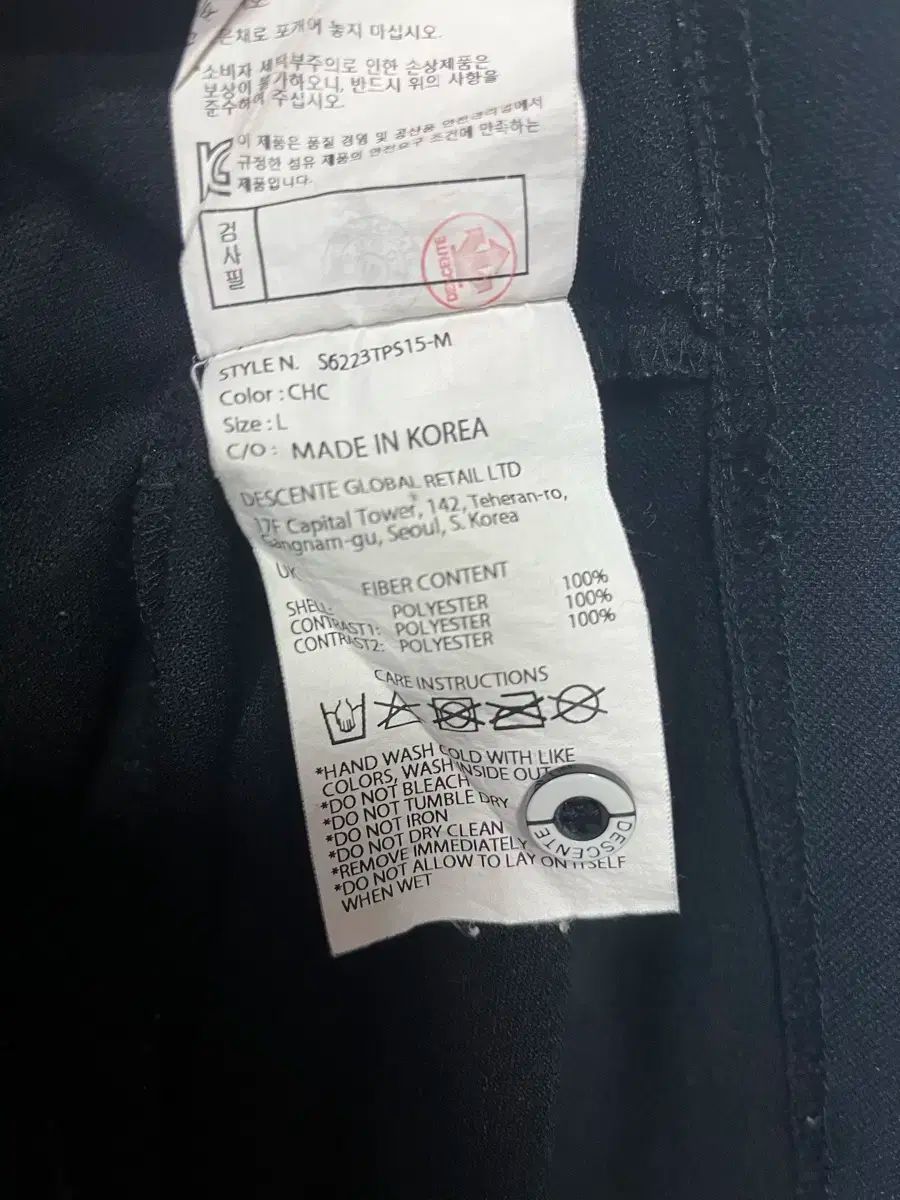 은채로 포개어 놓지 마십시오.
*소비자 세탁부주의로 인한 손상제품은
보상이 불가하오니, 반드시 위의 사항을
준수하여 주십시오.
이 제품은 품질 경영 및 공산품 안전관리법에서
규정한 섬유 제품의 안전요구 조건에 만족하는
제품입니다.
검사필
DESCENTE
STYLE N. S6223TPS15-M
Color : CHC
Size : L
C/O : MADE IN KOREA
DESCENTE GLOBAL RETAIL LTD
17F Capital Tower, 142, Teheran-ro,
Gangnam-gu, Seoul, S. Korea
UK
FIBER CONTENT
SHELL: POLYESTER 100%
CONTRAST1: POLYESTER 100%
CONTRAST2: POLYESTER 100%
CARE INSTRUCTIONS
*HAND WASH COLD WITH LIKE
COLORS, WASH INSIDE OUT
*DO NOT BLEACH
*DO NOT TUMBLE DRY
*DO NOT IRON
*DO NOT DRY CLEAN
*REMOVE IMMEDIATELY
*DO NOT ALLOW TO LAY ON ITSELF
WHEN WET
DESCENTE